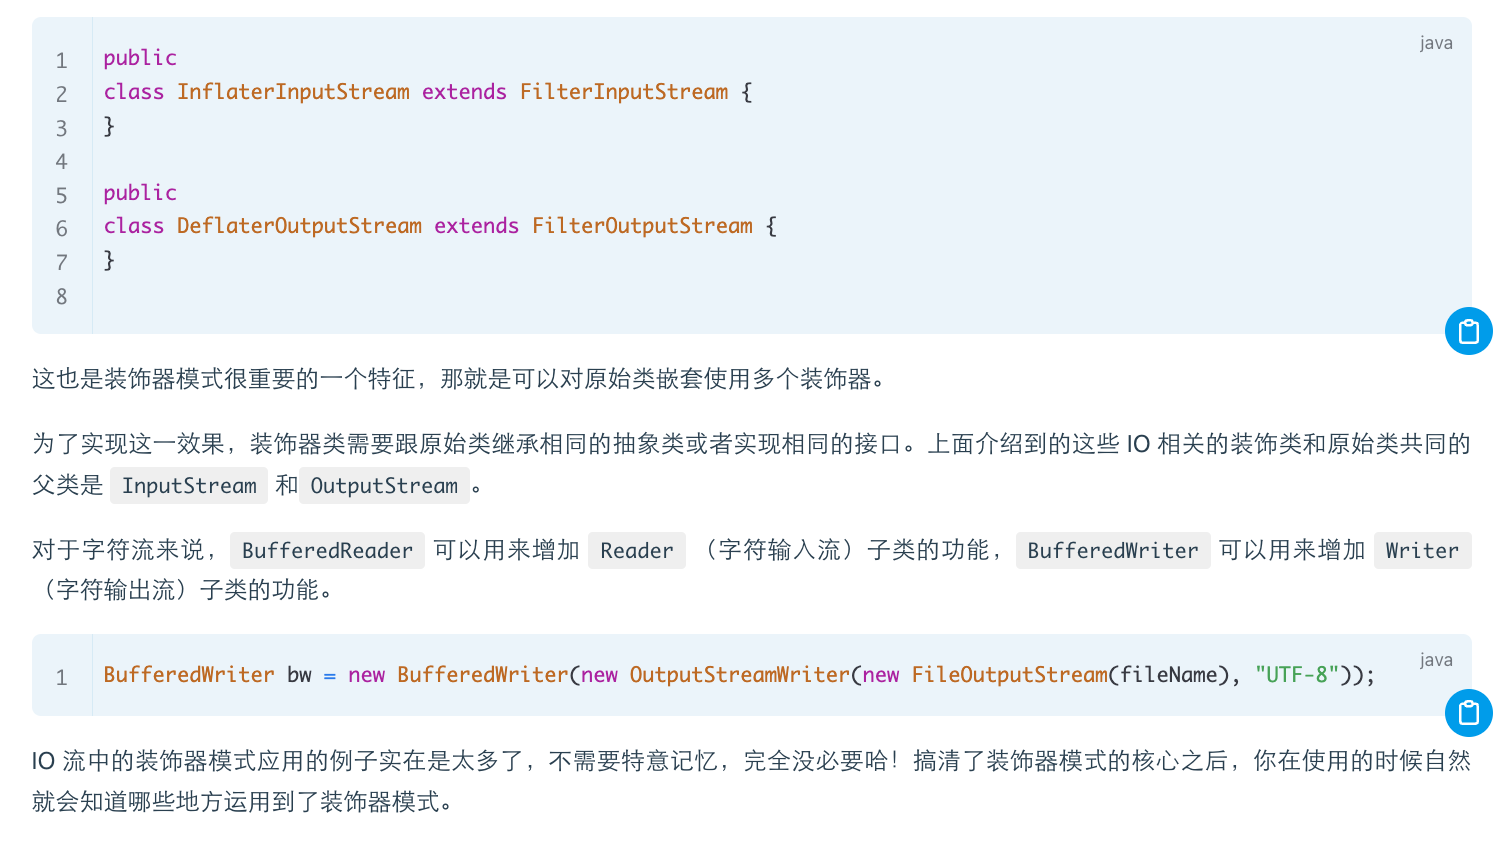 java
1 public
2 class InflaterInputStream extends FilterInputStream {
3 }
4
5 public
6 class DeflaterOutputStream extends FilterOutputStream {
7 }
8
这也是装饰器模式很重要的一个特征，那就是可以对原始类嵌套使用多个装饰器。
为了实现这一效果，装饰器类需要跟原始类继承相同的抽象类或者实现相同的接口。上面介绍到的这些 IO 相关的装饰类和原始类共同的
父类是 InputStream 和 OutputStream 。
对于字符流来说， BufferedReader 可以用来增加 Reader （字符输入流）子类的功能， BufferedWriter 可以用来增加 Writer
（字符输出流）子类的功能。
java
1 BufferedWriter bw = new BufferedWriter(new OutputStreamWriter(new FileOutputStream(fileName), "UTF-8"));
IO 流中的装饰器模式应用的例子实在是太多了，不需要特意记忆，完全没必要哈！搞清了装饰器模式的核心之后，你在使用的时候自然
就会知道哪些地方运用到了装饰器模式。